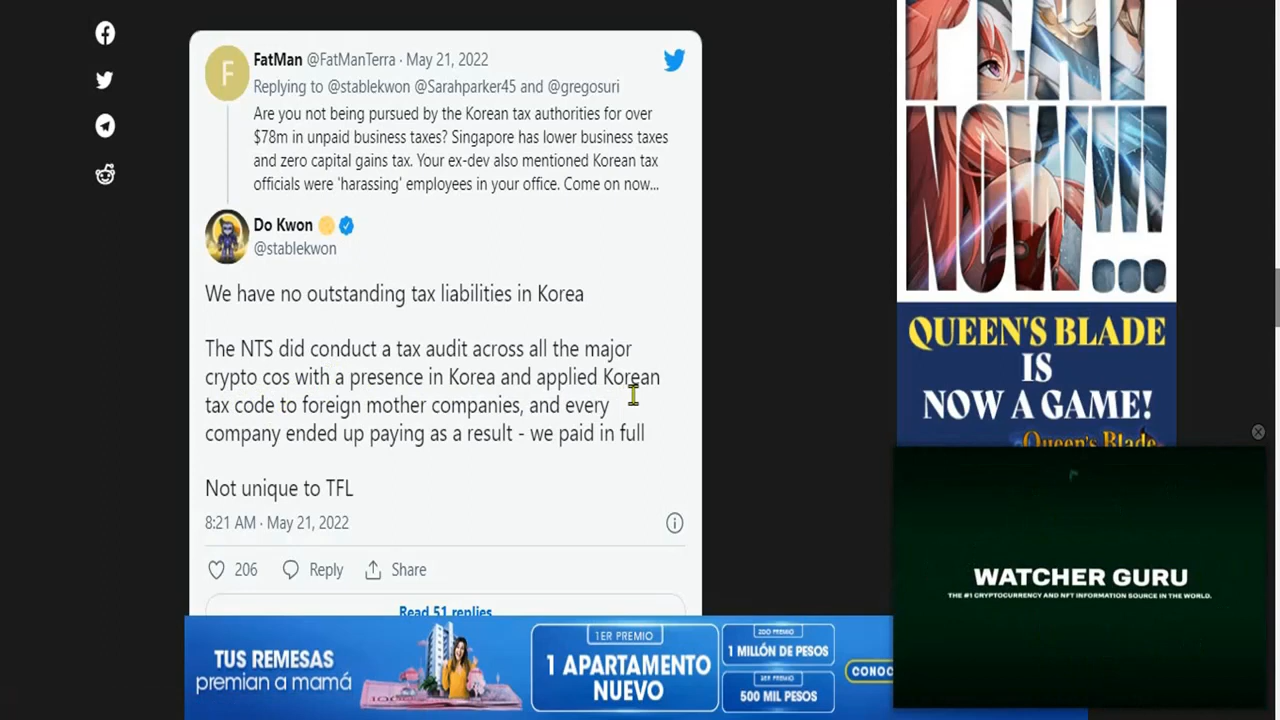 FatMan @FatManTerra · May 21, 2022
Replying to @stablekwon @Sarahparker45 and @gregosuri
Are you not being pursued by the Korean tax authorities for over
$78m in unpaid business taxes? Singapore has lower business taxes
and zero capital gains tax. Your ex-dev also mentioned Korean tax
officials were 'harassing' employees in your office. Come on now...
F
Do Kwon
@stablekwon
We have no outstanding tax liabilities in Korea
The NTS did conduct a tax audit across all the major
crypto cos with a presence in Korea and applied Korean
tax code to foreign mother companies, and every
company ended up paying as a result - we paid in full
Not unique to TFL
8:21 AM · May 21, 2022
206 Reply Share
Read 51 replies
NOW!!!...
QUEEN'S BLADE
IS
NOW A GAME!
Queen's Blade
WATCHER GURU
THE #1 CRYPTOCURRENCY AND NFT INFORMATION SOURCE IN THE WORLD.
TUS REMESAS
premian a mamá
1ER PREMIO
1 APARTAMENTO
NUEVO
2DO PREMIO
1 MILLÓN DE PESOS
3ER PREMIO
500 MIL PESOS
CONOC